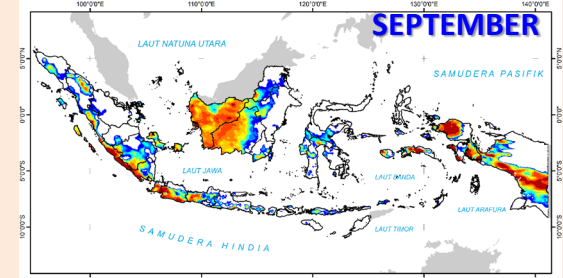 100°0'0"E 110°0'0"E 120°0'0"E 130°0'0"E 140°0'0"E
SEPTEMBER
LAUT NATUNA UTARA
SAMUDERA PASIFIK
5°0'0"N 5°0'0"N
0°0'0" 0°0'0"
LAUT JAWA
LAUT BANDA
5°0'0"S 5°0'0"S
LAUT ARAFURA
LAUT TIMOR
SAMUDERA HINDIA
10°0'0"S 10°0'0"S